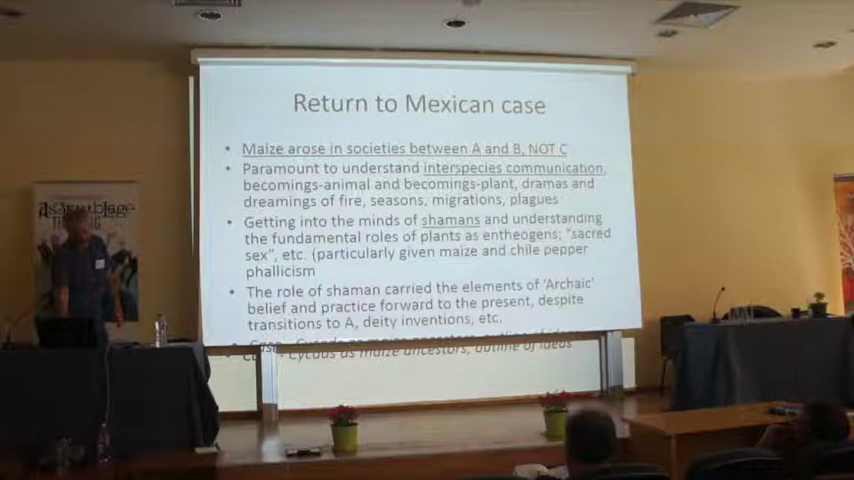 Return to Mexican case
• Maize arose in societies between A and B, NOT C
• Paramount to understand interspecies communication,
becomings-animal and becomings-plant, dramas and
dreamings of fire, seasons, migrations, plagues
• Getting into the minds of shamans and understanding
the fundamental roles of plants as entheogens; "sacred
sex", etc. (particularly given maize and chile pepper
phallicism
• The role of shaman carried the elements of 'Archaic'
belief and practice forward to the present, despite
transitions to A, deity inventions, etc.
Cycads as maize ancestors, outline of ideas
assemblage